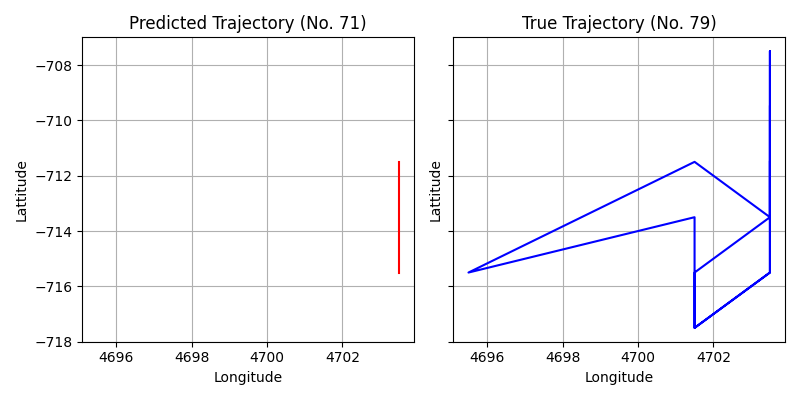 Predicted Trajectory (No. 71)
True Trajectory (No. 79)
Lattitude
−708
−710
−712
−714
−716
−718
4696
4698
4700
4702
Longitude
Lattitude
4696
4698
4700
4702
Longitude